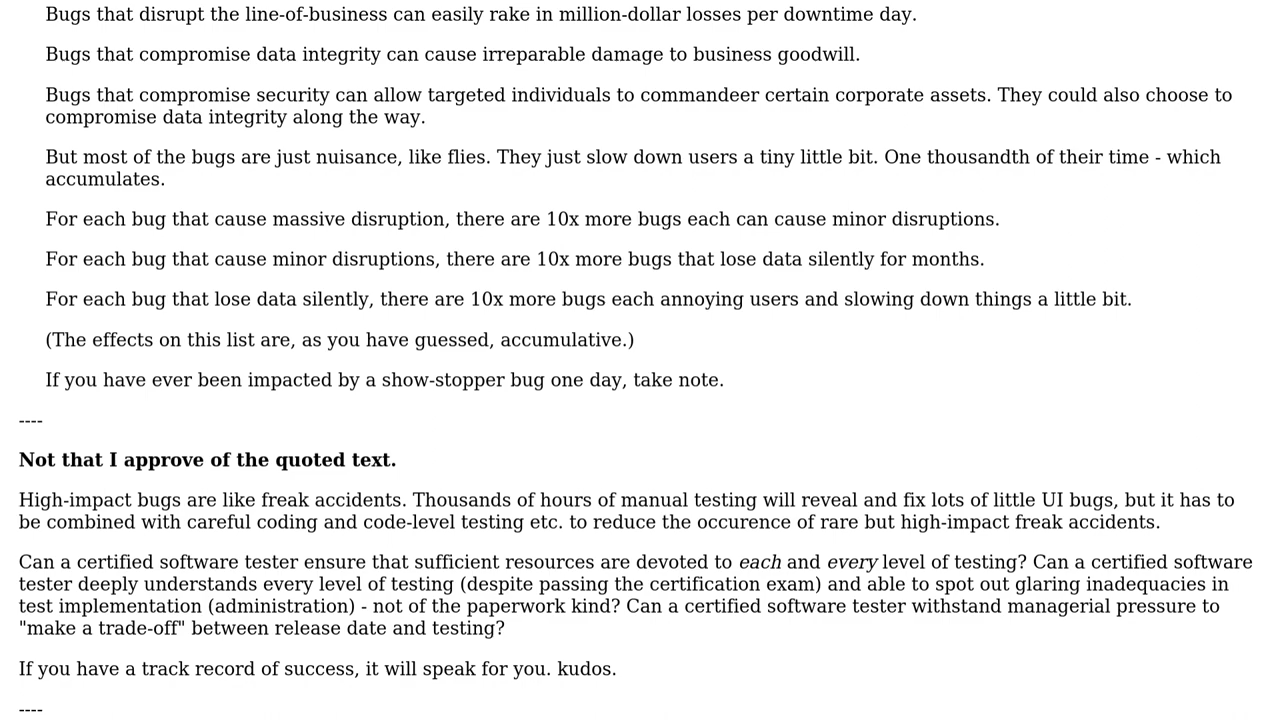 Bugs that disrupt the line-of-business can easily rake in million-dollar losses per downtime day.
Bugs that compromise data integrity can cause irreparable damage to business goodwill.
Bugs that compromise security can allow targeted individuals to commandeer certain corporate assets. They could also choose to
compromise data integrity along the way.
But most of the bugs are just nuisance, like flies. They just slow down users a tiny little bit. One thousandth of their time - which
accumulates.
For each bug that cause massive disruption, there are 10x more bugs each can cause minor disruptions.
For each bug that cause minor disruptions, there are 10x more bugs that lose data silently for months.
For each bug that lose data silently, there are 10x more bugs each annoying users and slowing down things a little bit.
(The effects on this list are, as you have guessed, accumulative.)
If you have ever been impacted by a show-stopper bug one day, take note.
----
Not that I approve of the quoted text.
High-impact bugs are like freak accidents. Thousands of hours of manual testing will reveal and fix lots of little UI bugs, but it has to
be combined with careful coding and code-level testing etc. to reduce the occurence of rare but high-impact freak accidents.
Can a certified software tester ensure that sufficient resources are devoted to each and every level of testing? Can a certified software
tester deeply understands every level of testing (despite passing the certification exam) and able to spot out glaring inadequacies in
test implementation (administration) - not of the paperwork kind? Can a certified software tester withstand managerial pressure to
"make a trade-off" between release date and testing?
If you have a track record of success, it will speak for you. kudos.
----